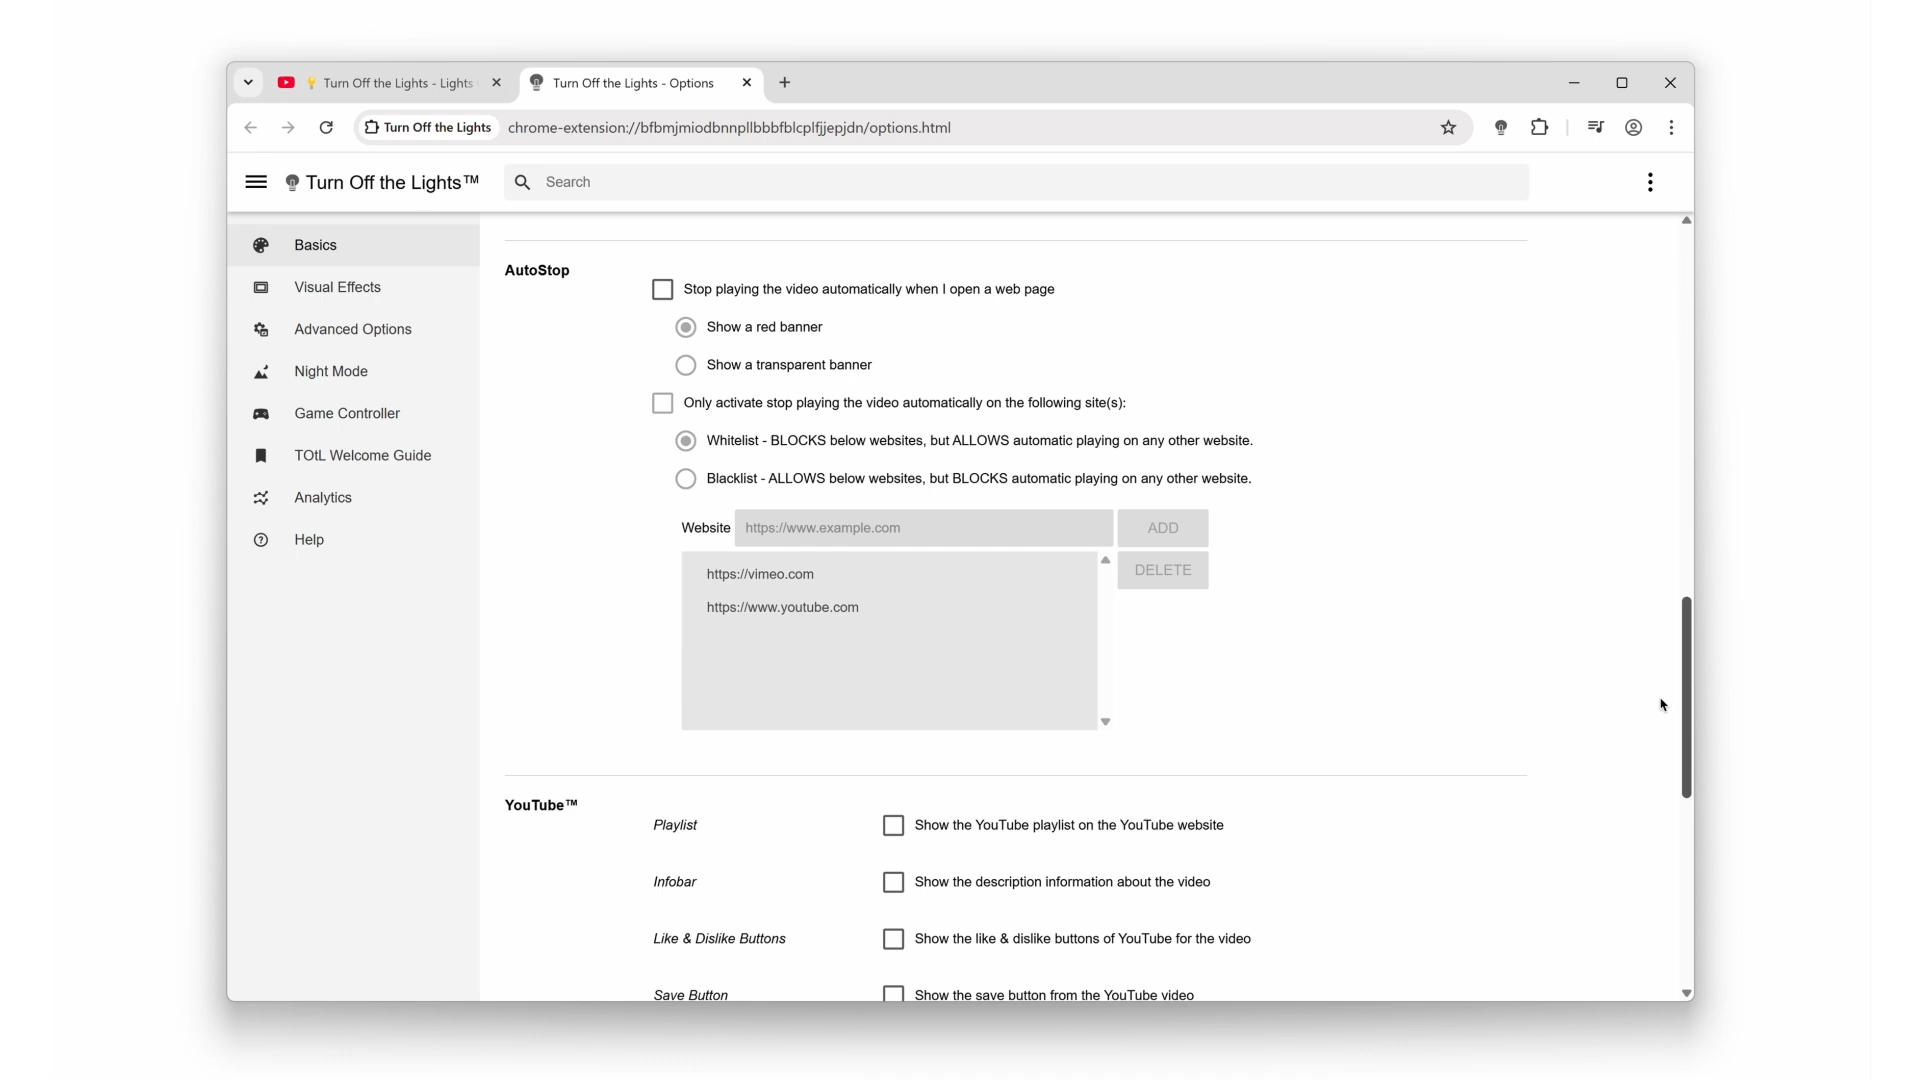 Turn Off the Lights - Lights
Turn Off the Lights - Options
Turn Off the Lights
chrome-extension://bfbmjmiodbnnpllbbbfblcplfjjepjdn/options.html
Turn Off the Lights™
Search
Basics
Visual Effects
Advanced Options
Night Mode
Game Controller
TOtL Welcome Guide
Analytics
Help
AutoStop
Stop playing the video automatically when I open a web page
Show a red banner
Show a transparent banner
Only activate stop playing the video automatically on the following site(s):
Whitelist - BLOCKS below websites, but ALLOWS automatic playing on any other website.
Blacklist - ALLOWS below websites, but BLOCKS automatic playing on any other website.
Website https://www.example.com ADD
DELETE
https://vimeo.com
https://www.youtube.com
YouTube™
Playlist Show the YouTube playlist on the YouTube website
Infobar Show the description information about the video
Like & Dislike Buttons Show the like & dislike buttons of YouTube for the video
Save Button Show the save button from the YouTube video